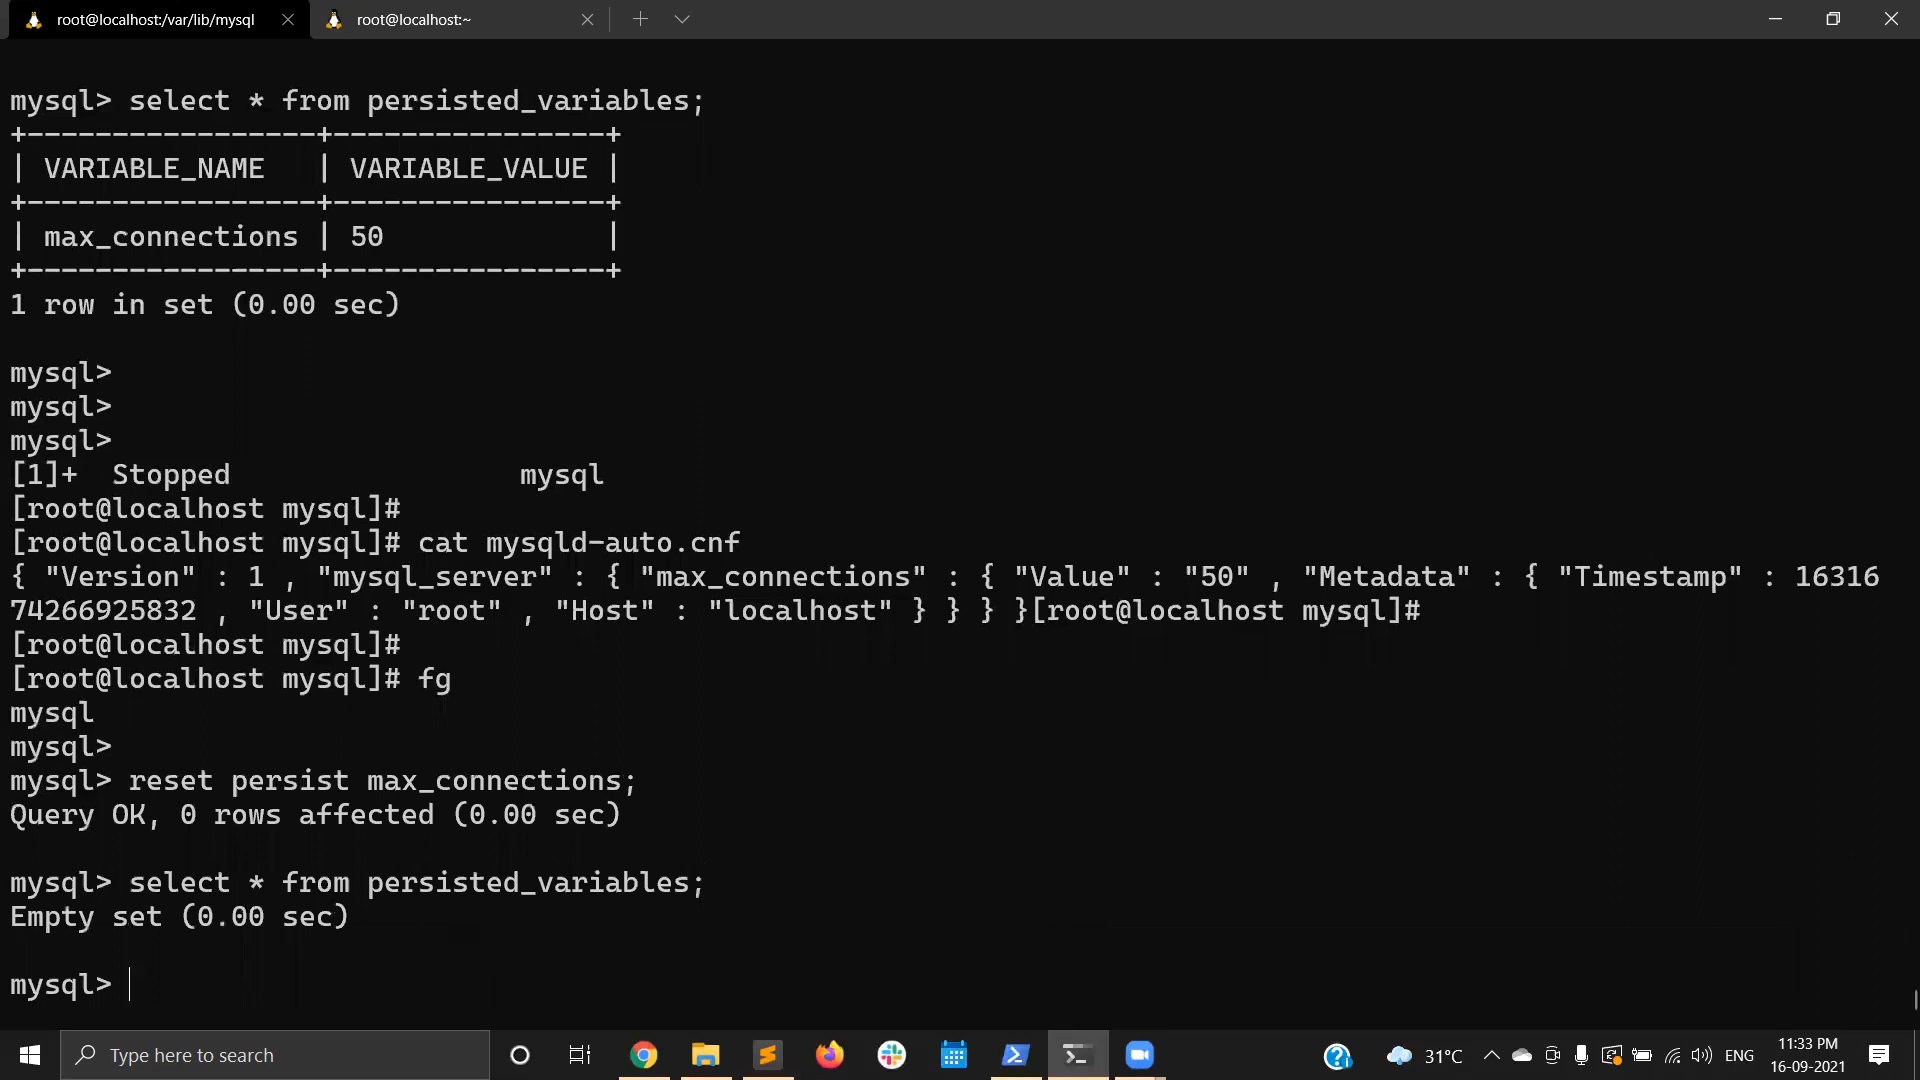 root@localhost:/var/lib/mysql
root@localhost:~
mysql> select * from persisted_variables;
+-----------------+----------------+
| VARIABLE_NAME   | VARIABLE_VALUE |
+-----------------+----------------+
| max_connections | 50             |
+-----------------+----------------+
1 row in set (0.00 sec)
mysql>
mysql>
mysql>
[1]+  Stopped                 mysql
[root@localhost mysql]#
[root@localhost mysql]# cat mysqld-auto.cnf
{ "Version" : 1 , "mysql_server" : { "max_connections" : { "Value" : "50" , "Metadata" : { "Timestamp" : 16316
74266925832 , "User" : "root" , "Host" : "localhost" } } } }[root@localhost mysql]#
[root@localhost mysql]#
[root@localhost mysql]# fg
mysql
mysql>
mysql> reset persist max_connections;
Query OK, 0 rows affected (0.00 sec)
mysql> select * from persisted_variables;
Empty set (0.00 sec)
mysql>
Type here to search
31°C
ENG
11:33 PM
16-09-2021